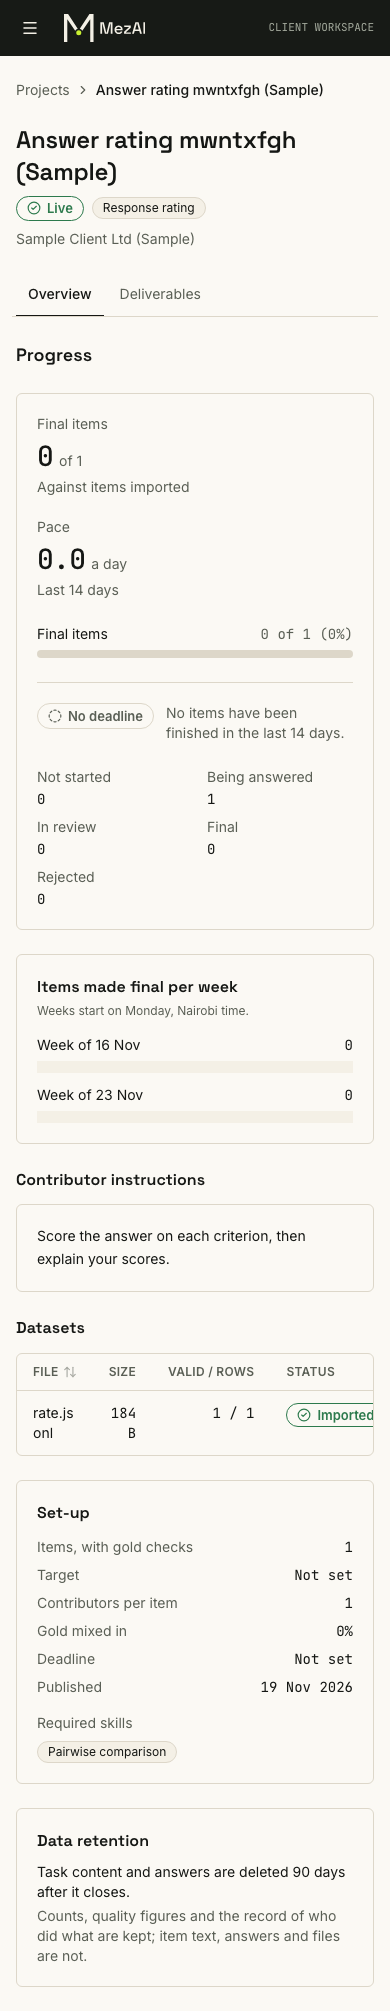 MezAI
CLIENT WORKSPACE
Projects > Answer rating mwntxfgh (Sample)
Answer rating mwntxfgh
(Sample)
Live Response rating
Sample Client Ltd (Sample)
Overview Deliverables
Progress
Final items
0 of 1
Against items imported
Pace
0.0 a day
Last 14 days
Final items 0 of 1 (0%)
No deadline
No items have been
finished in the last 14 days.
Not started Being answered
0 1
In review Final
0 0
Rejected
0
Items made final per week
Weeks start on Monday, Nairobi time.
Week of 16 Nov 0
Week of 23 Nov 0
Contributor instructions
Score the answer on each criterion, then
explain your scores.
Datasets
FILE SIZE VALID / ROWS STATUS
rate.js 184 1 / 1 Imported
onl B
Set-up
Items, with gold checks 1
Target Not set
Contributors per item 1
Gold mixed in 0%
Deadline Not set
Published 19 Nov 2026
Required skills
Pairwise comparison
Data retention
Task content and answers are deleted 90 days
after it closes.
Counts, quality figures and the record of who
did what are kept; item text, answers and files
are not.